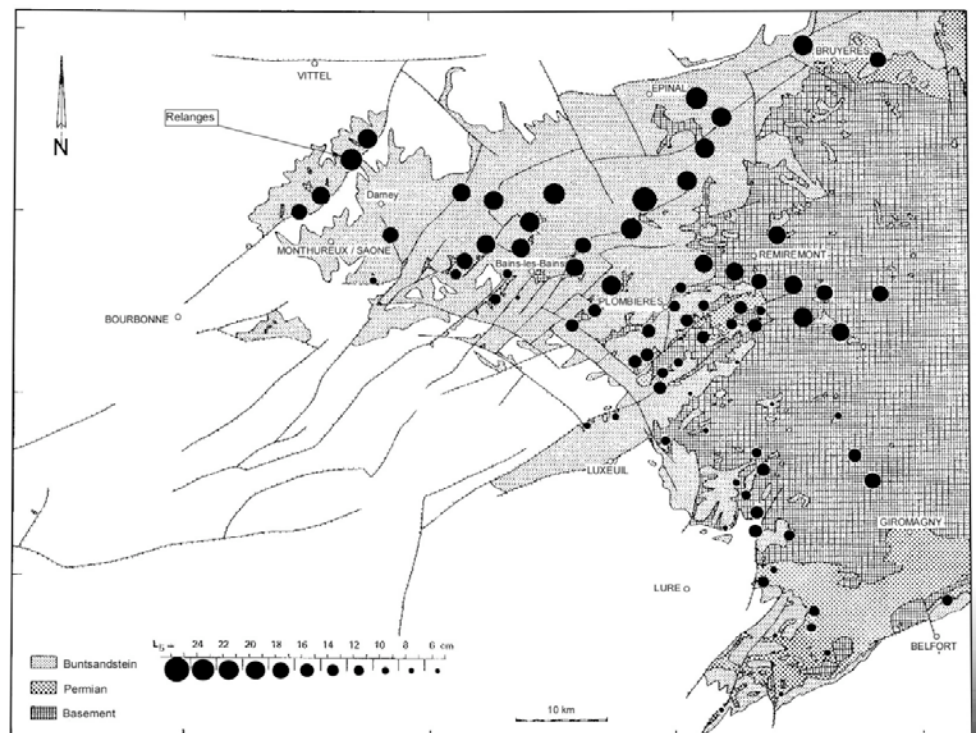 BRUYERES
VITTEL
EPINAL
Relanges
N
Darney
MONTHUREUX / SAONE
REMIREMONT
Bains-les-Bains
PLOMBIERES
BOURBONNE
LUXEUIL
GIROMAGNY
LURE
BELFORT
24 22 20 18 16 14 12 10 8 6 cm
Buntsandstein
Permian
Basement
10 km